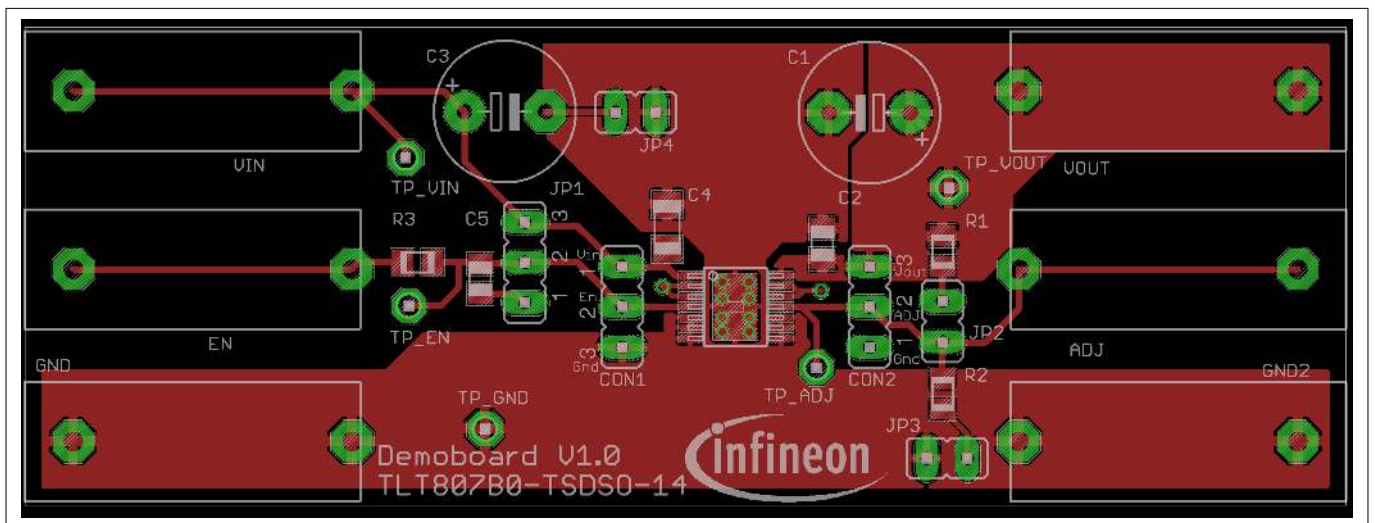 C3
C1
+
JP4
+
VIN
TP_VIN
JP1
C4
C2
TP_VOUT
VOUT
R3
C5
3
R1
Vin
1
2
3
Vout
En
2
1
ADJ
2
TP_EN
EN
3
Gnd
CON1
1
Gnd
CON2
JP2
ADJ
GND
TP_GND
TP_ADJ
R2
GND2
JP3
Demoboard V1.0
TLT807B0-TSDSO-14
infineon